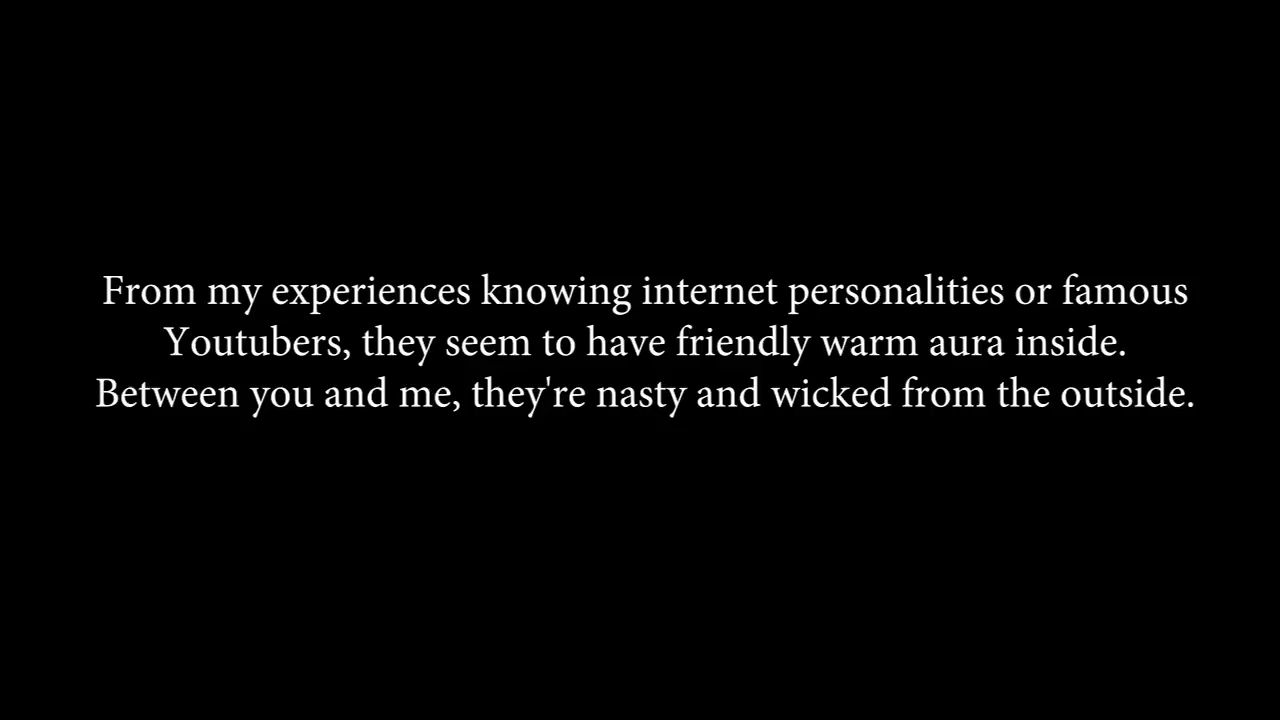 From my experiences knowing internet personalities or famous
Youtubers, they seem to have friendly warm aura inside.
Between you and me, they're nasty and wicked from the outside.